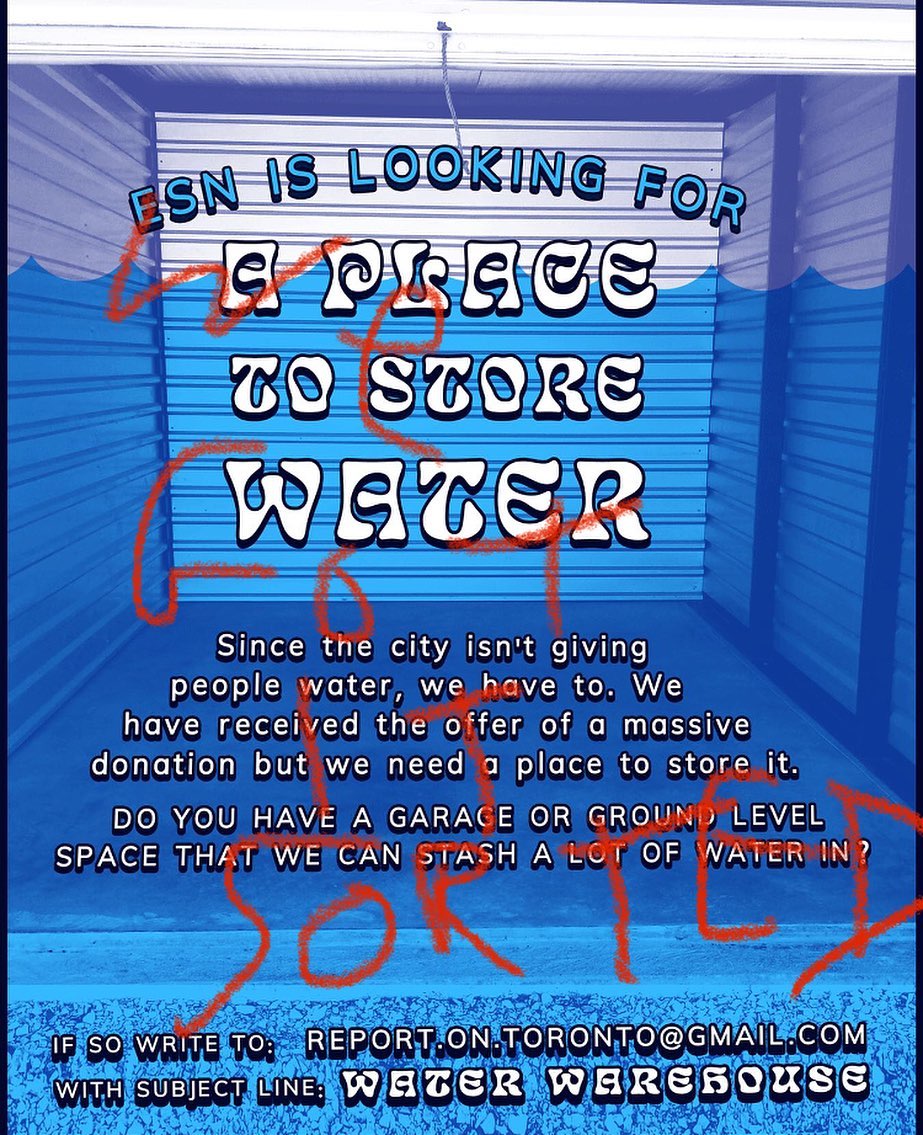 ESN IS LOOKING FOR
A PLACE
TO STORE
WATER
Since the city isn't giving
people water, we have to. We
have received the offer of a massive
donation but we need a place to store it.
DO YOU HAVE A GARAGE OR GROUND LEVEL
SPACE THAT WE CAN STASH A LOT OF WATER IN?
IF SO WRITE TO: REPORT.ON.TORONTO@GMAIL.COM
WITH SUBJECT LINE: WATER WAREHOUSE
WE
GOT
IT
SORTED